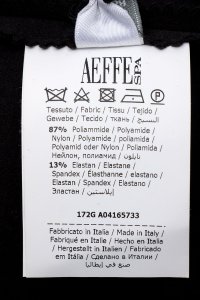 AEFFE SPA
P
Tessuto / Fabric / Tissu / Tejido /
Gewebe / Tecido / ткань / النسيج
87% Poliammide / Polyamide /
Nylon / Polyamide / poliamida /
Polyamid oder Nylon / Poliamida /
Нейлон, полиамид / نايلون
13% Elastan / Elastane /
Spandex / Élasthanne / elastano /
Elastan / Spandex / Elastano /
Эластан /
172G A04165733
Fabbricato in Italia / Made in Italy /
Fabriqué en Italie / Hecho en Italia
/ Hergestellt in Italien / Fabricado
em Itália / Сделано в Италии /
صنع في إيطاليا